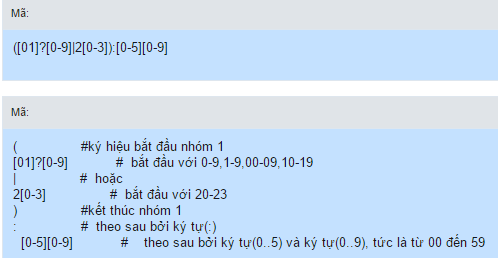 Mã:
([01]?[0-9]|2[0-3]):[0-5][0-9]
Mã:
( #ký hiệu bắt đầu nhóm 1
[01]?[0-9] # bắt đầu với 0-9,1-9,00-09,10-19
| # hoặc
2[0-3] # bắt đầu với 20-23
) #kết thúc nhóm 1
: # theo sau bởi ký tự(:)
[0-5][0-9] # theo sau bởi ký tự(0..5) và ký tự(0..9), tức là từ 00 đến 59